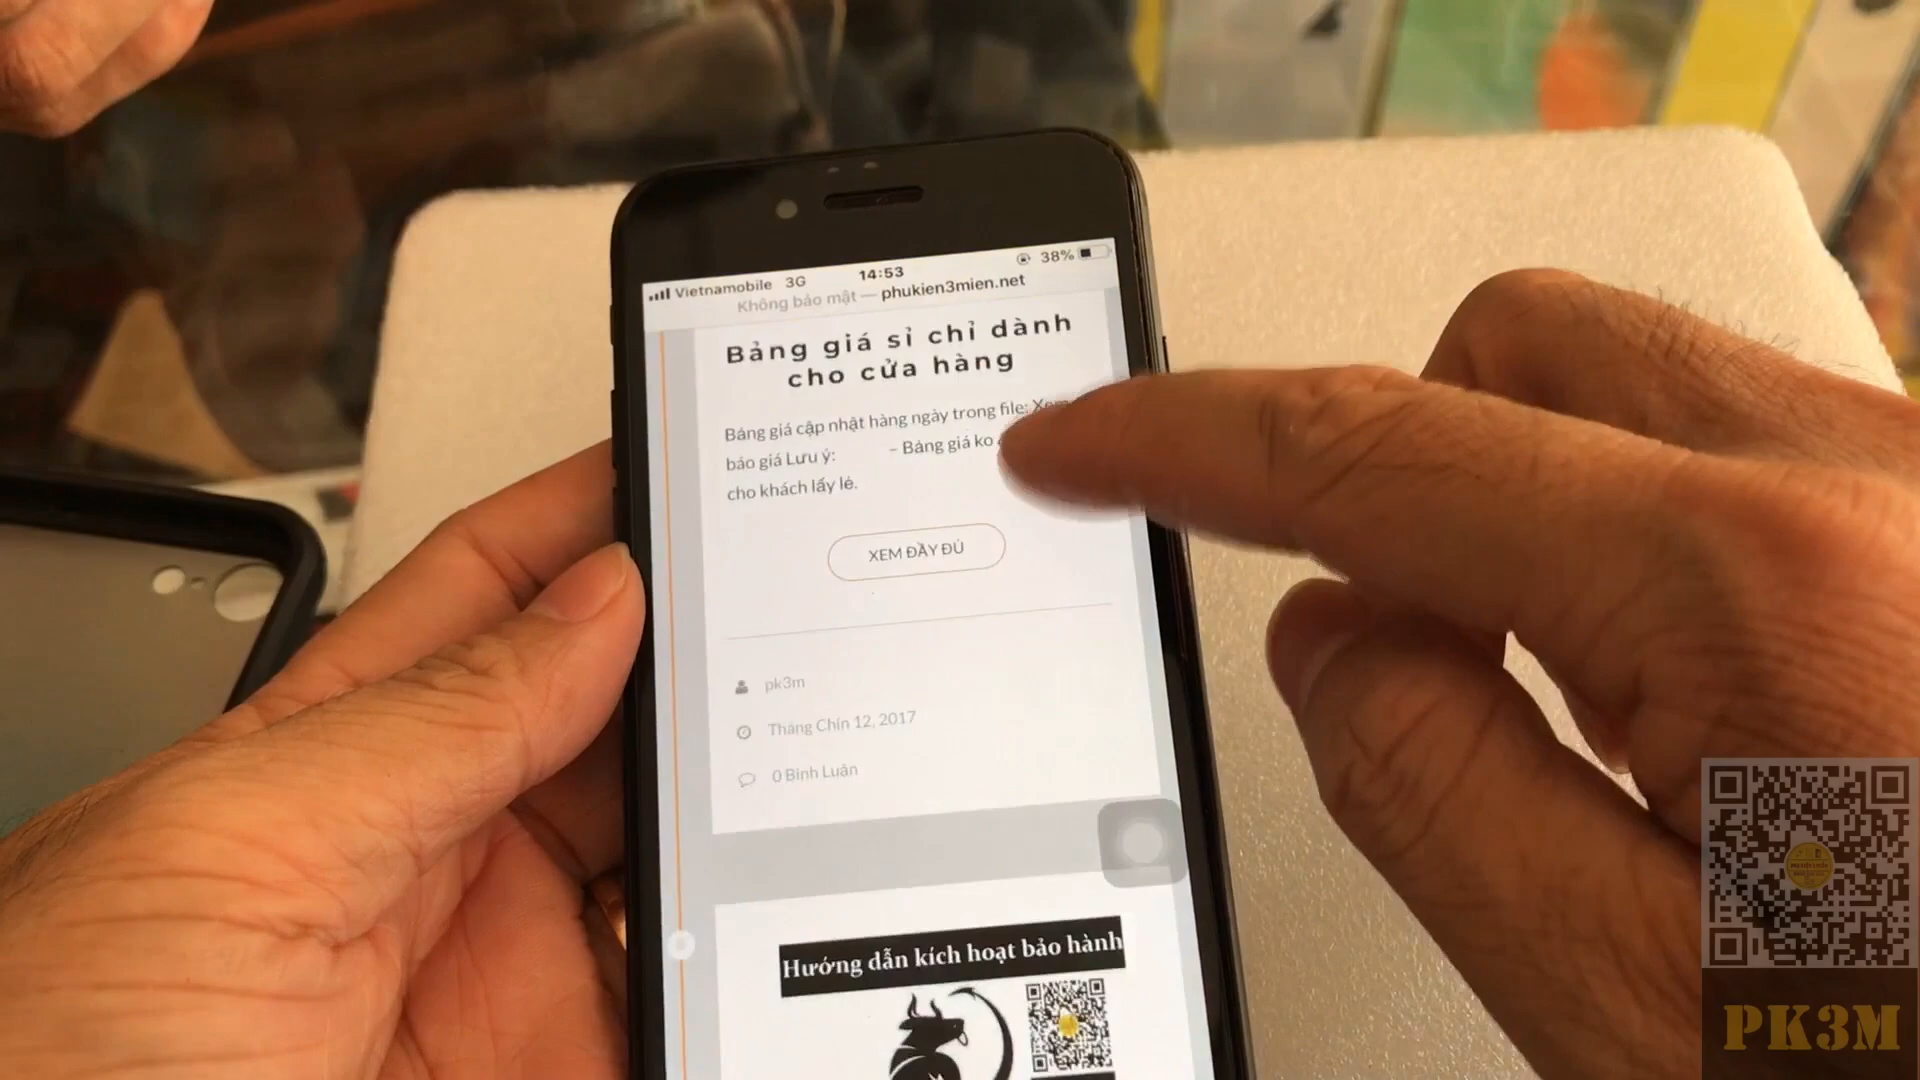 Vietnamobile 3G 14:53 38%
Không bảo mật — phukien3mien.net
Bảng giá sỉ chỉ dành
cho cửa hàng
Bảng giá cập nhật hàng ngày trong file: Xem
báo giá Lưu ý: – Bảng giá ko
cho khách lấy lẻ.
XEM ĐẦY ĐỦ
pk3m
Tháng Chín 12, 2017
0 Bình Luận
Hướng dẫn kích hoạt bảo hành
PK3M